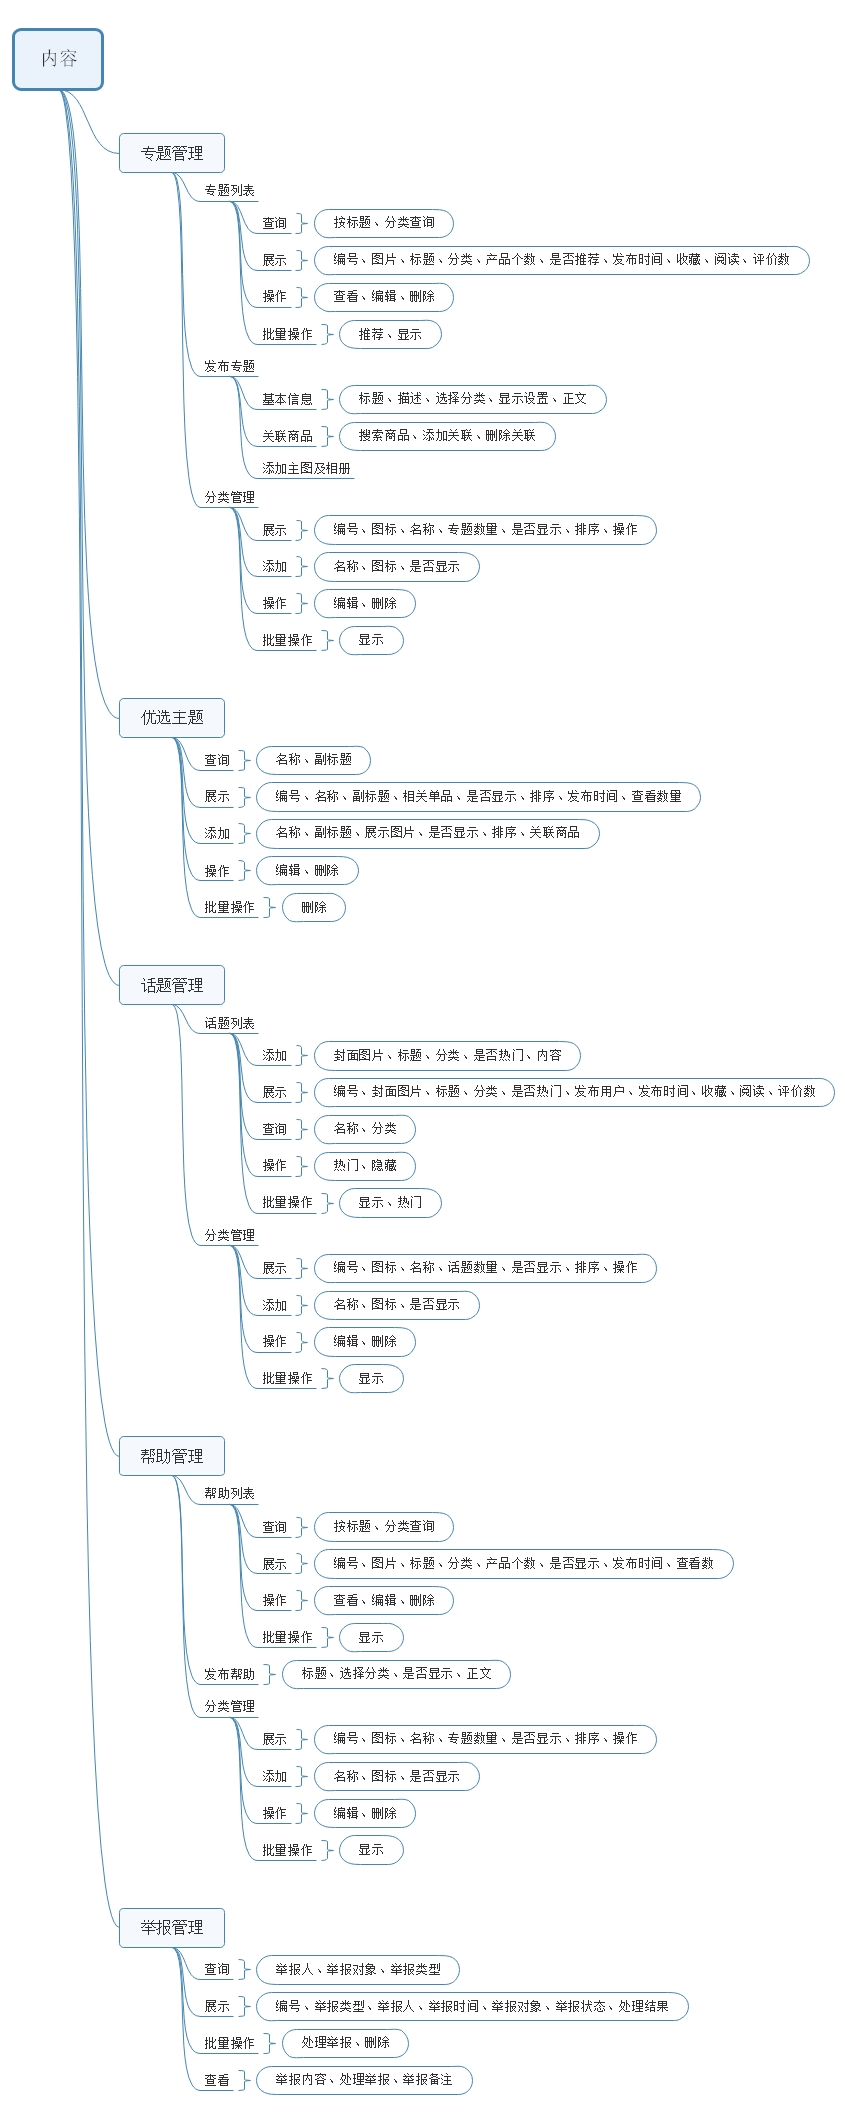 内容
专题管理
专题列表
查询 按标题、分类查询
展示 编号、图片、标题、分类、产品个数、是否推荐、发布时间、收藏、阅读、评价数
操作 查看、编辑、删除
批量操作 推荐、显示
发布专题
基本信息 标题、描述、选择分类、显示设置、正文
关联商品 搜索商品、添加关联、删除关联
添加主图及相册
分类管理
展示 编号、图标、名称、专题数量、是否显示、排序、操作
添加 名称、图标、是否显示
操作 编辑、删除
批量操作 显示
优选主题
查询 名称、副标题
展示 编号、名称、副标题、相关单品、是否显示、排序、发布时间、查看数量
添加 名称、副标题、展示图片、是否显示、排序、关联商品
操作 编辑、删除
批量操作 删除
话题管理
话题列表
添加 封面图片、标题、分类、是否热门、内容
展示 编号、封面图片、标题、分类、是否热门、发布用户、发布时间、收藏、阅读、评价数
查询 名称、分类
操作 热门、隐藏
批量操作 显示、热门
分类管理
展示 编号、图标、名称、话题数量、是否显示、排序、操作
添加 名称、图标、是否显示
操作 编辑、删除
批量操作 显示
帮助管理
帮助列表
查询 按标题、分类查询
展示 编号、图片、标题、分类、产品个数、是否显示、发布时间、查看数
操作 查看、编辑、删除
批量操作 显示
发布帮助 标题、选择分类、是否显示、正文
分类管理
展示 编号、图标、名称、专题数量、是否显示、排序、操作
添加 名称、图标、是否显示
操作 编辑、删除
批量操作 显示
举报管理
查询 举报人、举报对象、举报类型
展示 编号、举报类型、举报人、举报时间、举报对象、举报状态、处理结果
批量操作 处理举报、删除
查看 举报内容、处理举报、举报备注